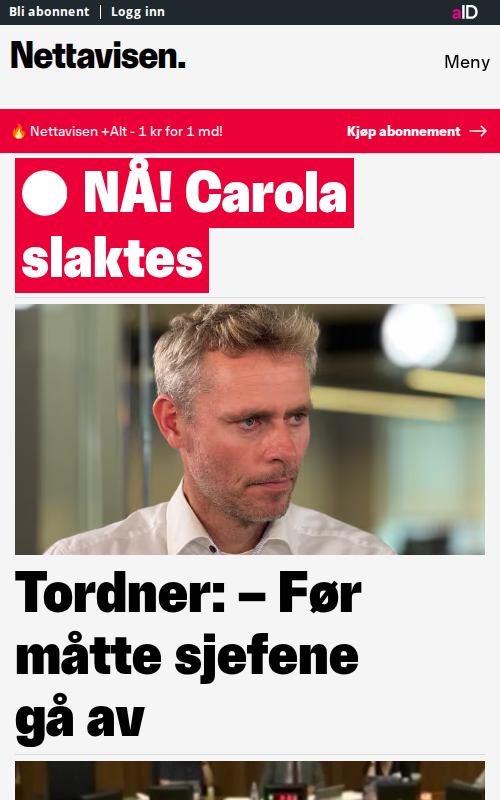 Bli abonnent | Logg inn
aID
Nettavisen.
Meny
🔥 Nettavisen +Alt - 1 kr for 1 md!
Kjøp abonnement →
NÅ! Carola
slaktes
Tordner: – Før
måtte sjefene
gå av